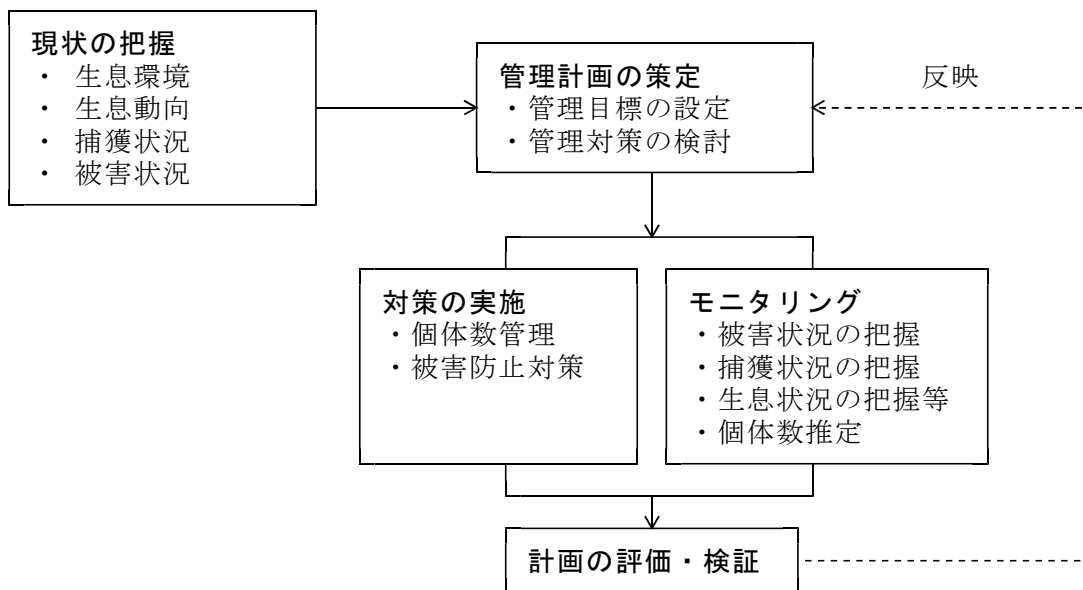 現状の把握
・ 生息環境
・ 生息動向
・ 捕獲状況
・ 被害状況
管理計画の策定
・管理目標の設定
・管理対策の検討
反映
対策の実施
・個体数管理
・被害防止対策
モニタリング
・被害状況の把握
・捕獲状況の把握
・生息状況の把握等
・個体数推定
計画の評価・検証